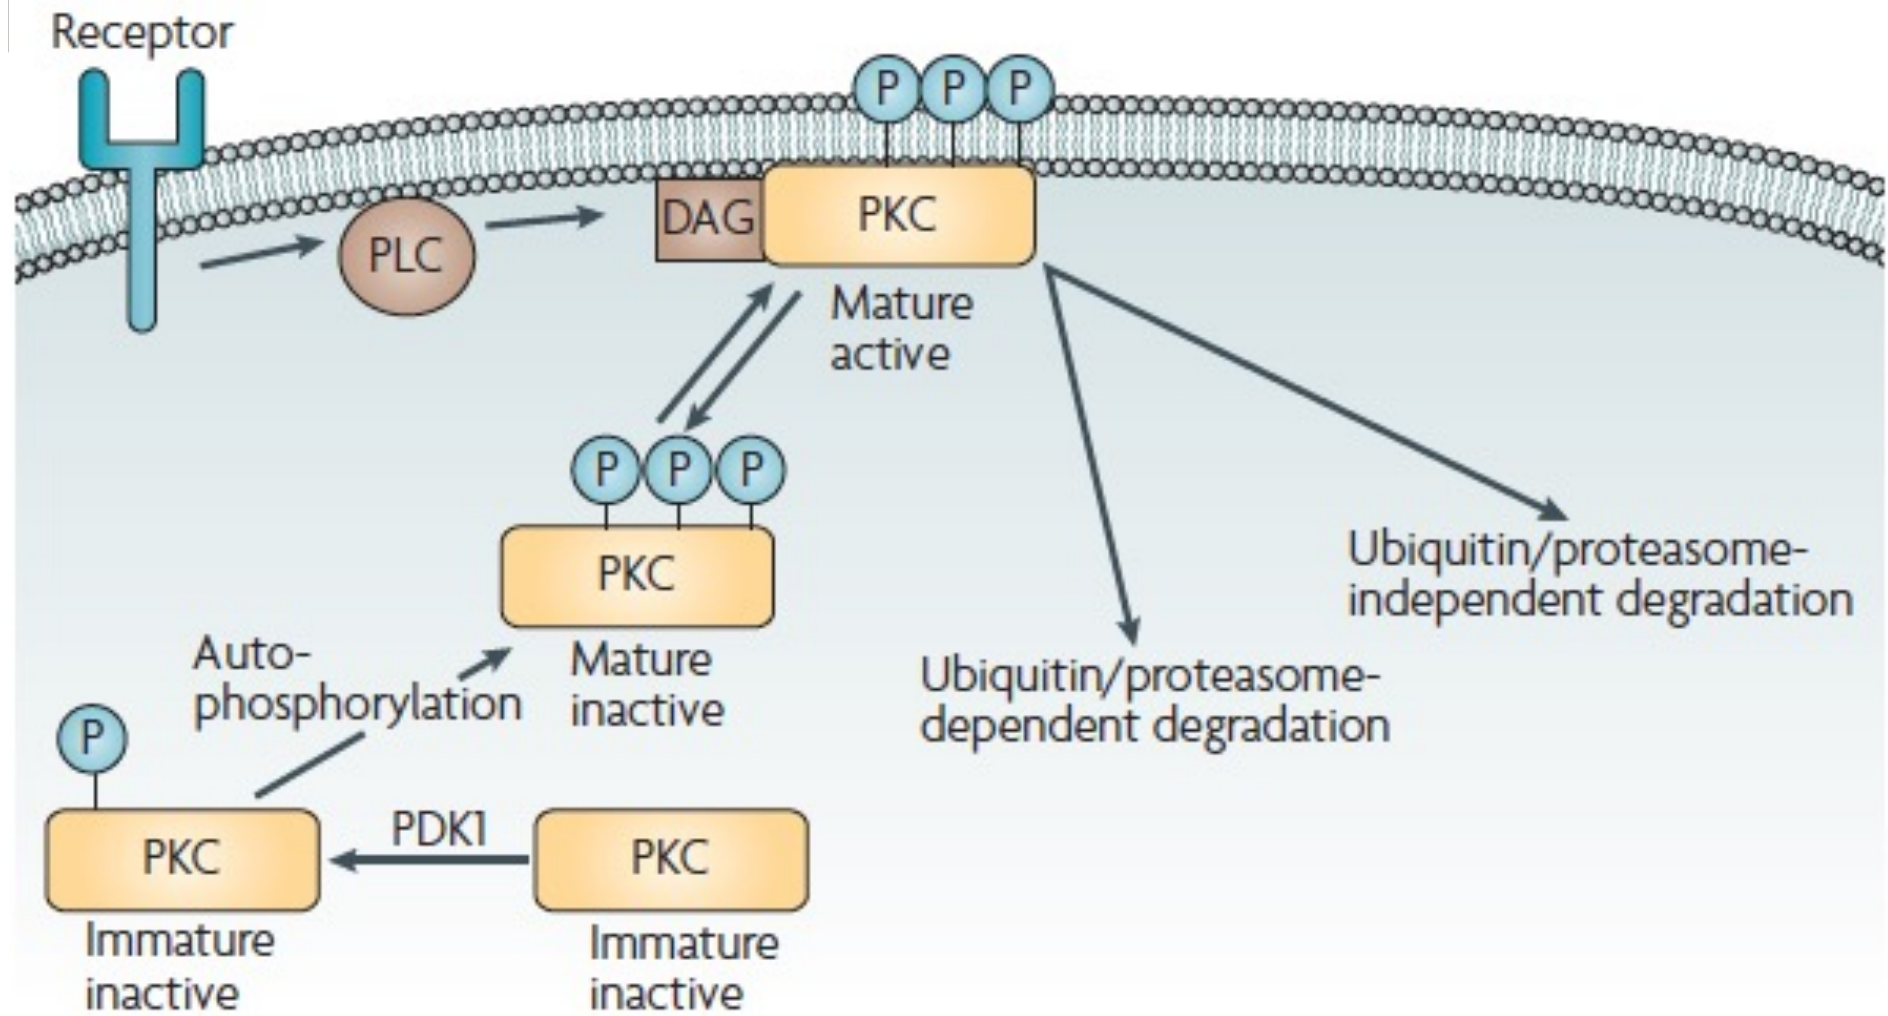 Receptor
P P P
PLC
DAG
PKC
Mature
active
P P P
PKC
Mature
inactive
Auto-
phosphorylation
P
PKC
Immature
inactive
PDK1
PKC
Immature
inactive
Ubiquitin/proteasome-
dependent degradation
Ubiquitin/proteasome-
independent degradation